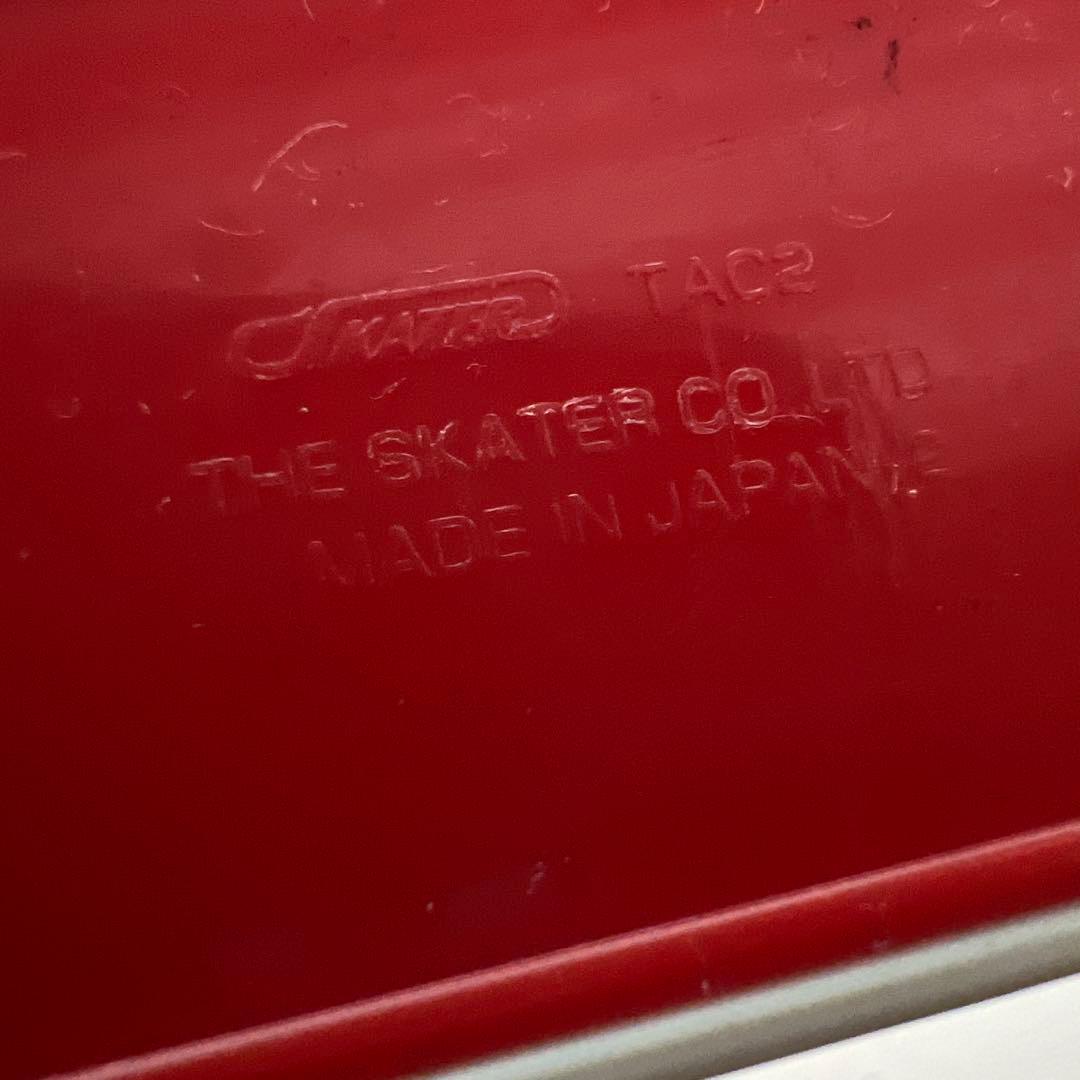 SKATER TAC2
THE SKATER CO. LTD
MADE IN JAPAN